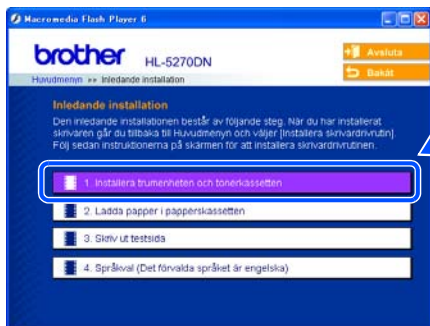 Macromedia Flash Player 6
brother
HL-5270DN
Avsluta
Bakåt
Huvudmenyn >> Inledande installation
Inledande installation
Den inledande installationen består av följande steg. När du har installerat
skrivaren går du tillbaka till Huvudmenyn och väljer [Installera skrivardrivrutin].
Följ sedan instruktionerna på skärmen för att installera skrivardrivrutinen.
1. Installera trumenheten och tonerkassetten
2. Ladda papper i papperskassetten
3. Skriv ut testsida
4. Språkval (Det förvalda språket är engelska)